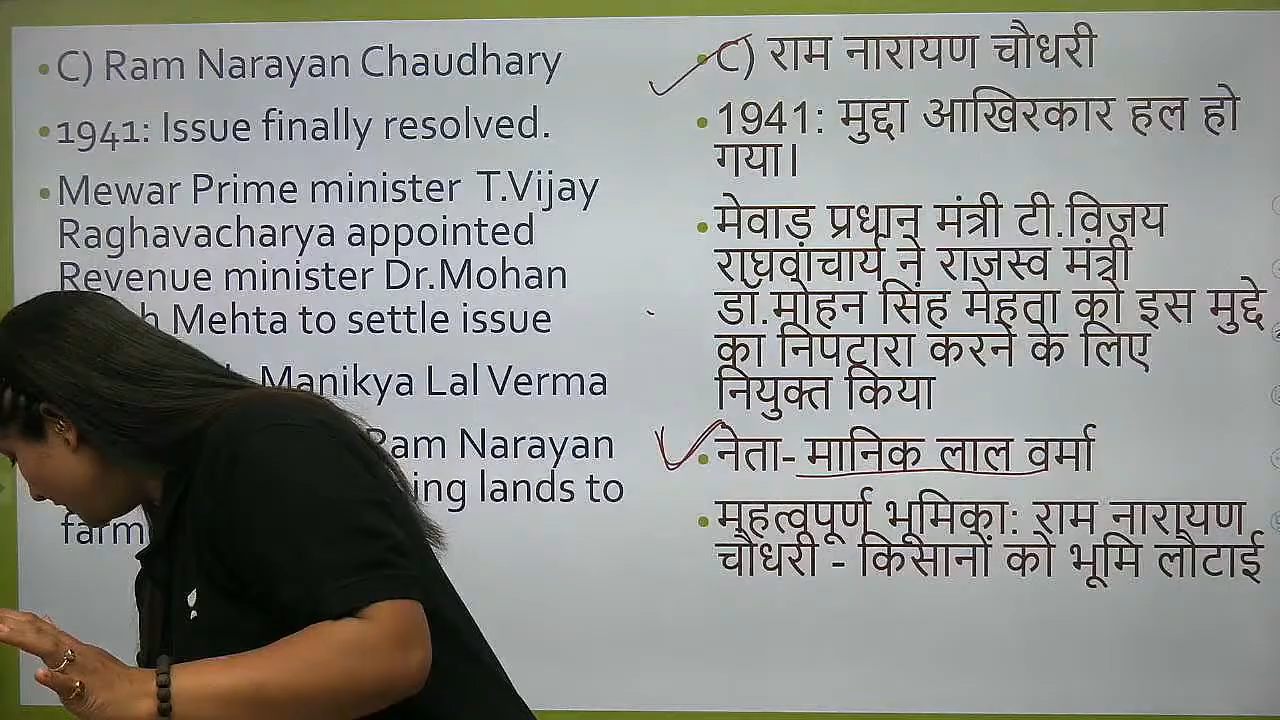 • C) Ram Narayan Chaudhary
• 1941: Issue finally resolved.
• Mewar Prime minister T.Vijay
Raghavacharya appointed
Revenue minister Dr.Mohan
h Mehta to settle issue
Manikya Lal Verma
Ram Narayan
ing lands to
farm
• C) राम नारायण चौधरी
• 1941: मुद्दा आखिरकार हल हो
गया।
• मेवाड़ प्रधान मंत्री टी.विजय
राघवाचार्य ने राजस्व मंत्री
डॉ.मोहन सिंह मेहता को इस मुद्दे
का निपटारा करने के लिए
नियुक्त किया
• नेता- मानिक लाल वर्मा
• महत्वपूर्ण भूमिका: राम नारायण
चौधरी - किसानों को भूमि लौटाई